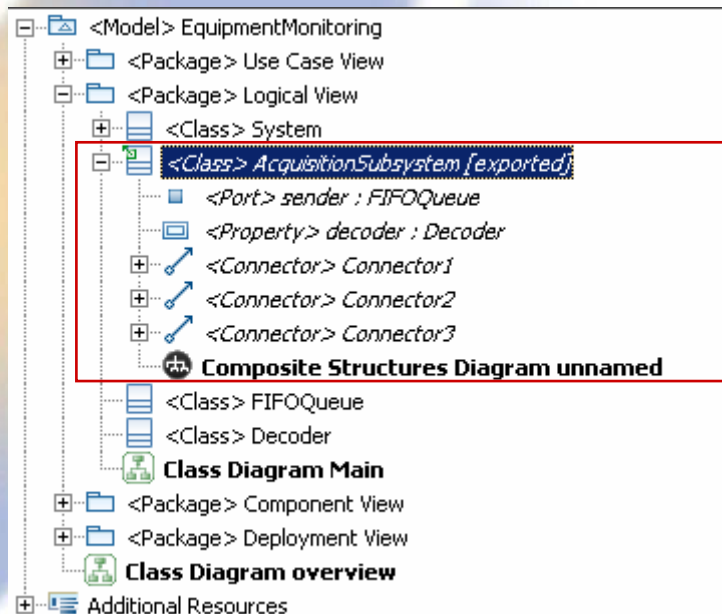 <Model> EquipmentMonitoring
<Package> Use Case View
<Package> Logical View
<Class> System
<Class> AcquisitionSubsystem [exported]
<Port> sender : FIFOQueue
<Property> decoder : Decoder
<Connector> Connector1
<Connector> Connector2
<Connector> Connector3
Composite Structures Diagram unnamed
<Class> FIFOQueue
<Class> Decoder
Class Diagram Main
<Package> Component View
<Package> Deployment View
Class Diagram overview
Additional Resources